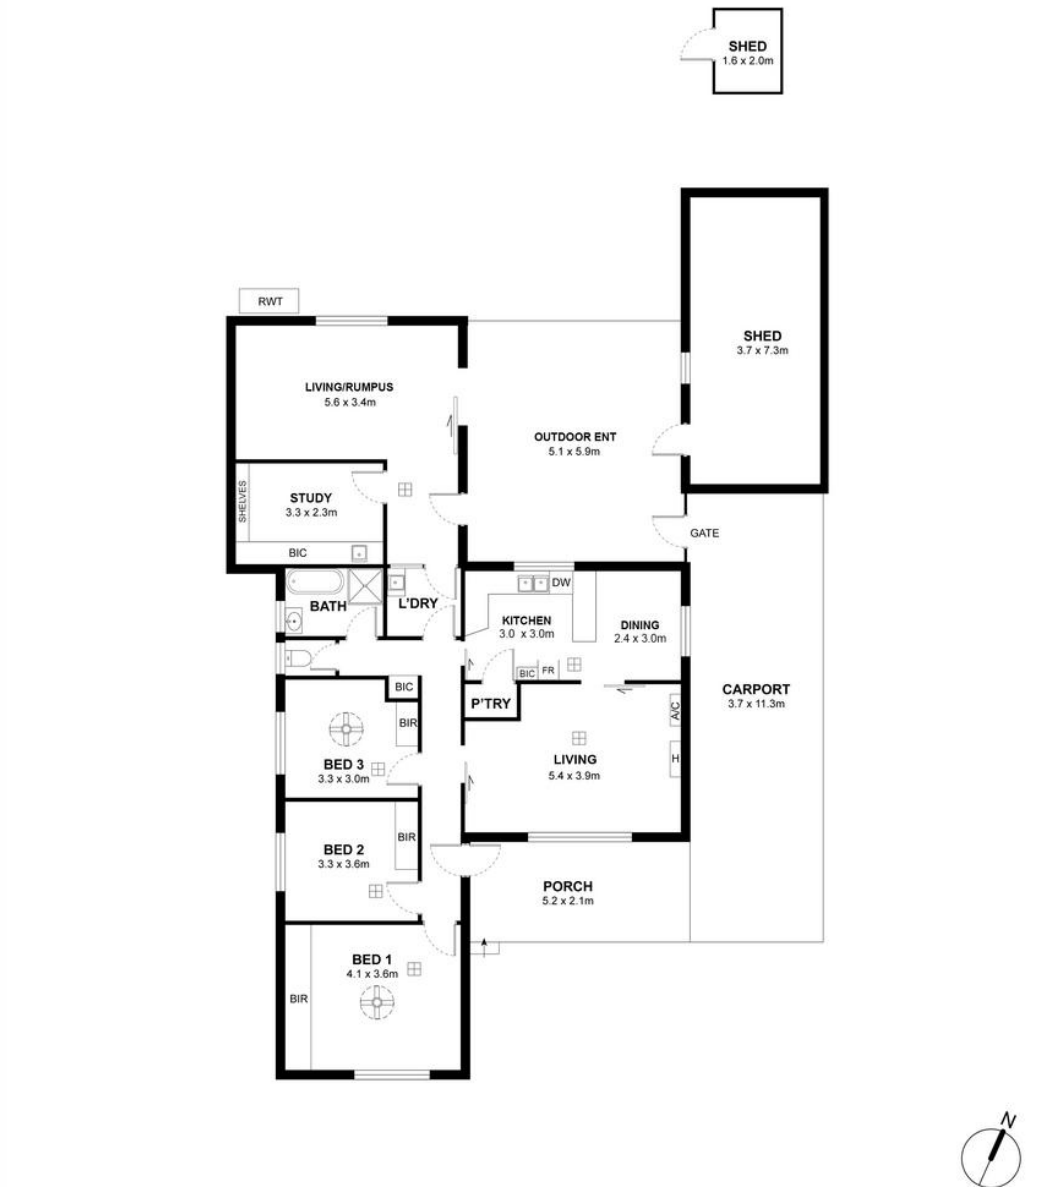 SHED
1.6 x 2.0m
SHED
3.7 x 7.3m
RWT
LIVING/RUMPUS
5.6 x 3.4m
OUTDOOR ENT
5.1 x 5.9m
SHELVES
STUDY
3.3 x 2.3m
BIC
GATE
BATH
L'DRY
DW
KITCHEN
3.0 x 3.0m
DINING
2.4 x 3.0m
BIC
FR
BIC
P'TRY
A/C
CARPORT
3.7 x 11.3m
BIR
BED 3
3.3 x 3.0m
LIVING
5.4 x 3.9m
H
BIR
BED 2
3.3 x 3.6m
PORCH
5.2 x 2.1m
BED 1
4.1 x 3.6m
BIR
N